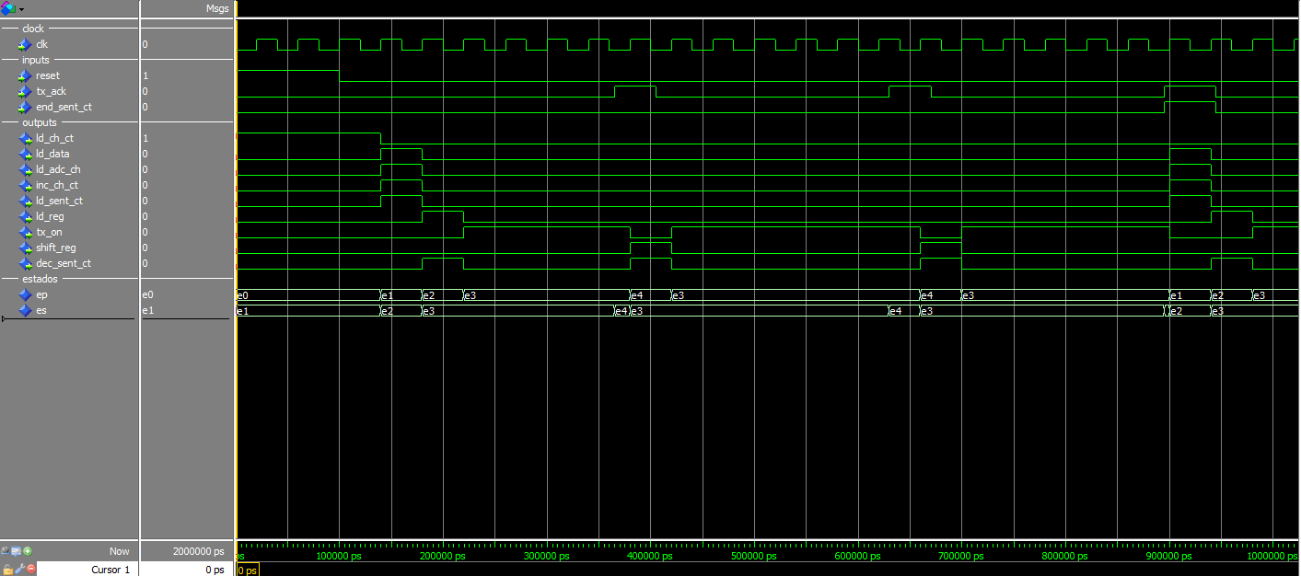 Msgs
clock
clk 0
inputs
reset 1
tx_ack 0
end_sent_ct 0
outputs
ld_ch_ct 1
ld_data 0
ld_adc_ch 0
inc_ch_ct 0
ld_sent_ct 0
ld_reg 0
tx_on 0
shift_reg 0
dec_sent_ct 0
estados
ep e0 e0 e1 e2 e3 e4 e3 e4 e3 e1 e2 e3
es e1 e1 e2 e3 e4 e3 e4 e3 e2 e3
Now 2000000 ps ps 100000 ps 200000 ps 300000 ps 400000 ps 500000 ps 600000 ps 700000 ps 800000 ps 900000 ps 1000000 ps
Cursor 1 0 ps 0 ps